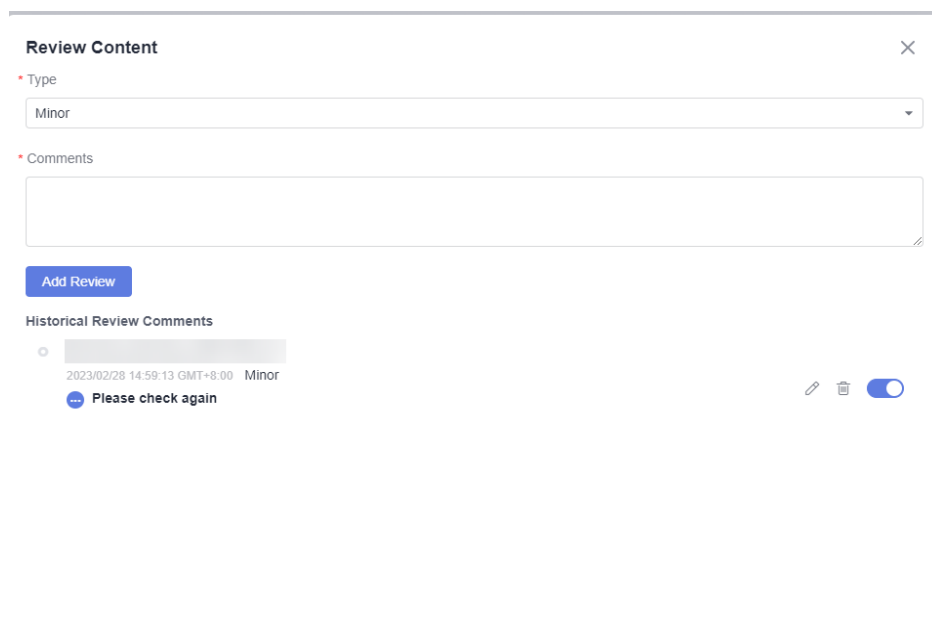 Review Content
* Type
Minor
* Comments
Add Review
Historical Review Comments
2023/02/28 14:59:13 GMT+8:00 Minor
Please check again